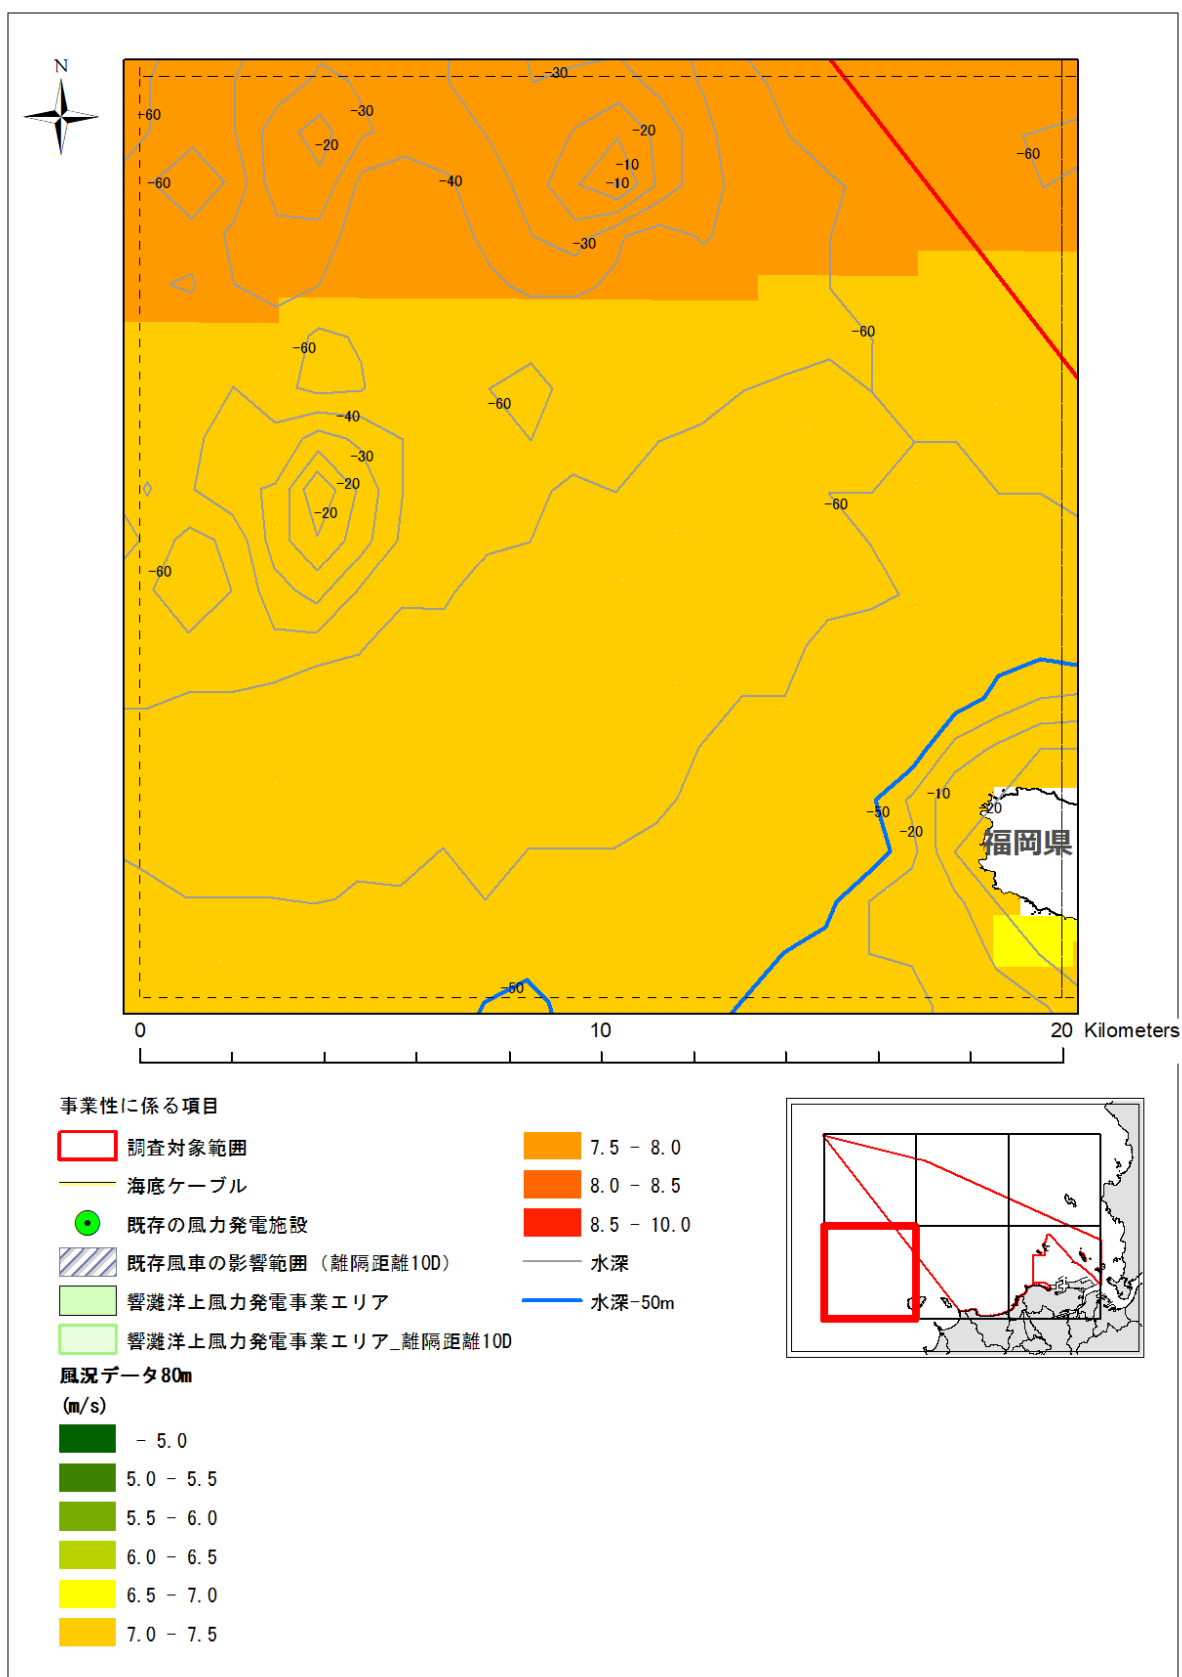 N
-30
-60
-30
-20
-20
-10
-60
-60
-40
-10
-30
-60
-60
-60
-40
-30
-20
-60
-20
-60
-10
-20
-50
-20
福岡県
-50
0 10 20 Kilometers
事業性に係る項目
調査対象範囲
海底ケーブル
既存の風力発電施設
既存風車の影響範囲（離隔距離10D）
響灘洋上風力発電事業エリア
響灘洋上風力発電事業エリア_離隔距離10D
風況データ80m
(m/s)
- 5.0
5.0 - 5.5
5.5 - 6.0
6.0 - 6.5
6.5 - 7.0
7.0 - 7.5
7.5 - 8.0
8.0 - 8.5
8.5 - 10.0
水深
水深-50m